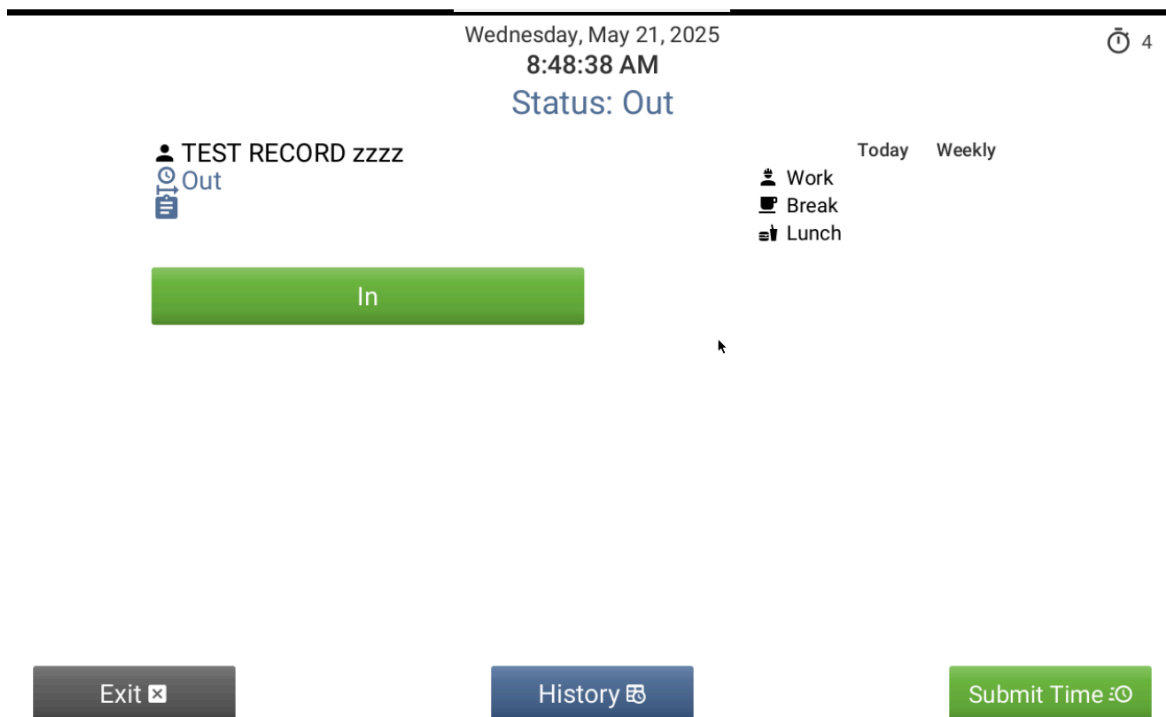 Wednesday, May 21, 2025
4
8:48:38 AM
Status: Out
TEST RECORD zzzz
Out
Today Weekly
Work
Break
Lunch
In
Exit
History
Submit Time